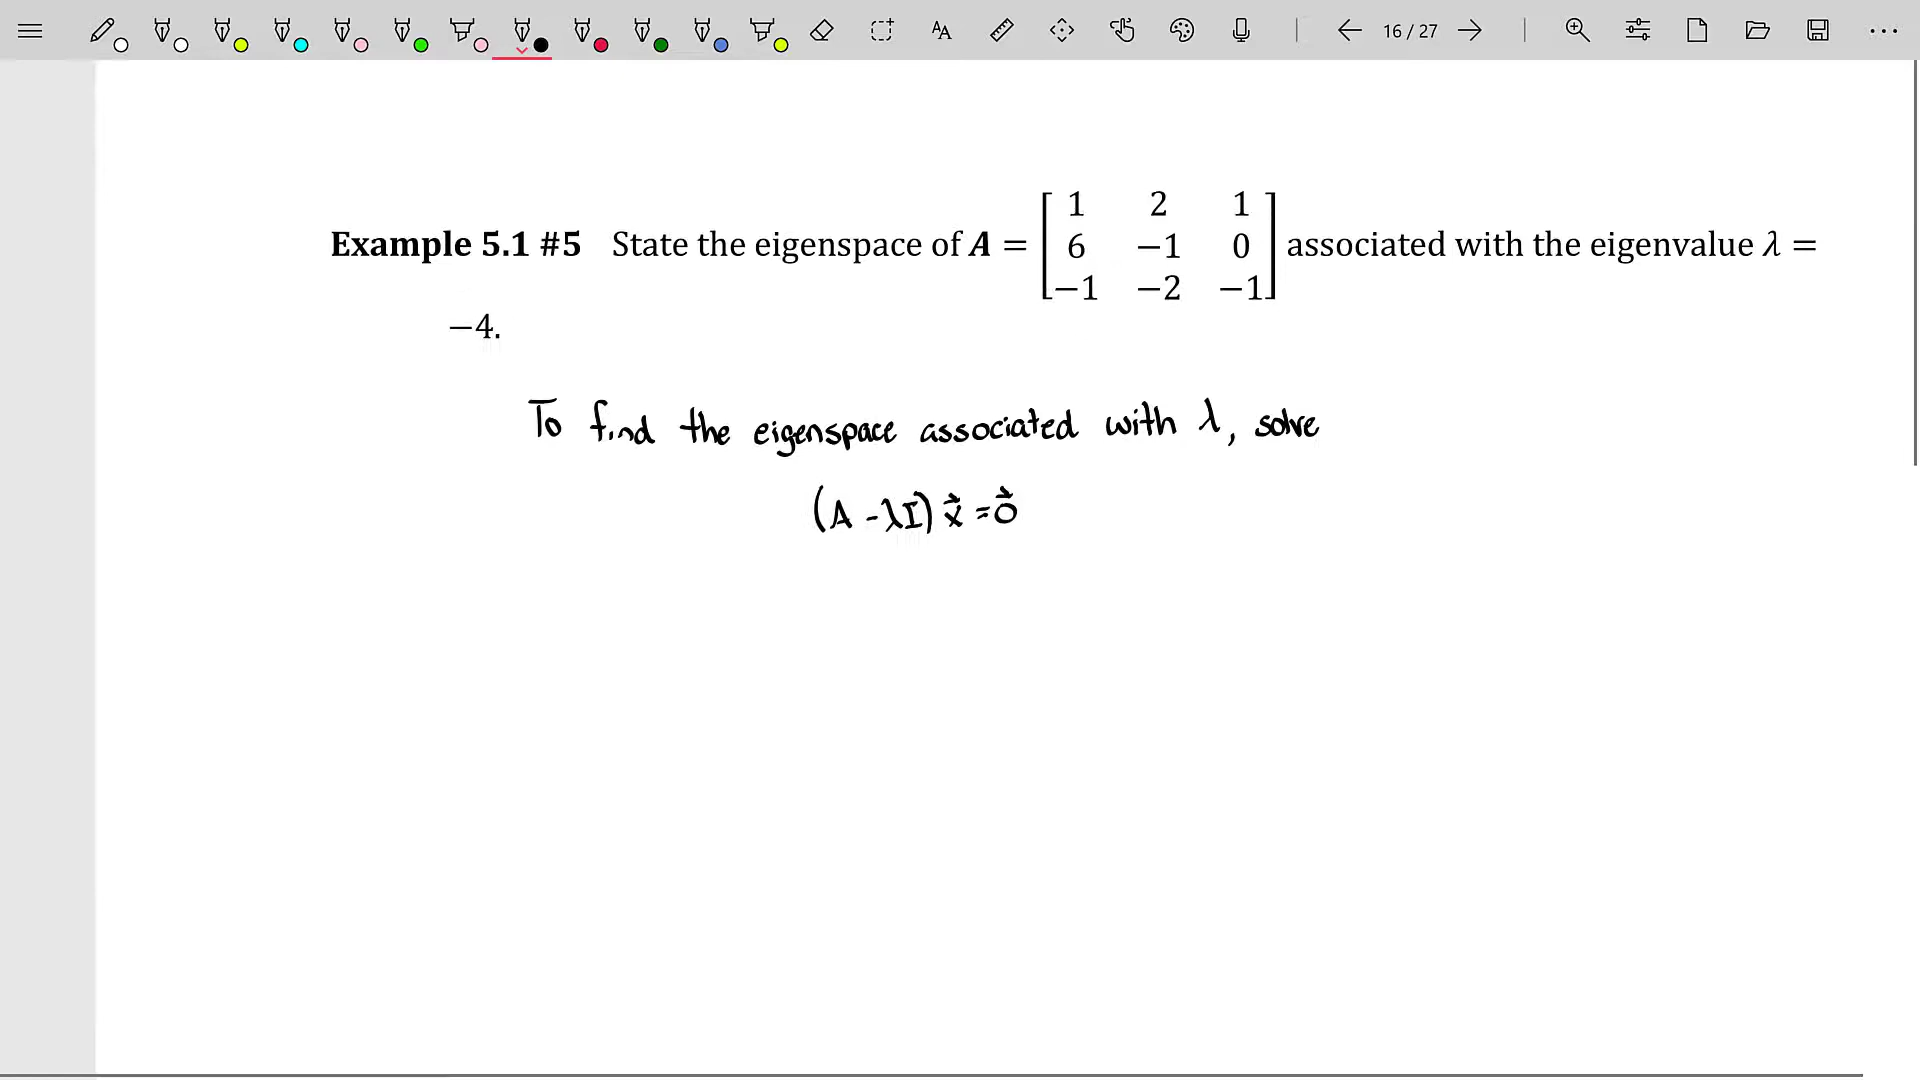 16 / 27
Example 5.1 #5 State the eigenspace of A = [1 2 1; 6 −1 0; −1 −2 −1] associated with the eigenvalue λ =
−4.
To find the eigenspace associated with λ, solve
(A - λI) x⃗ = 0⃗